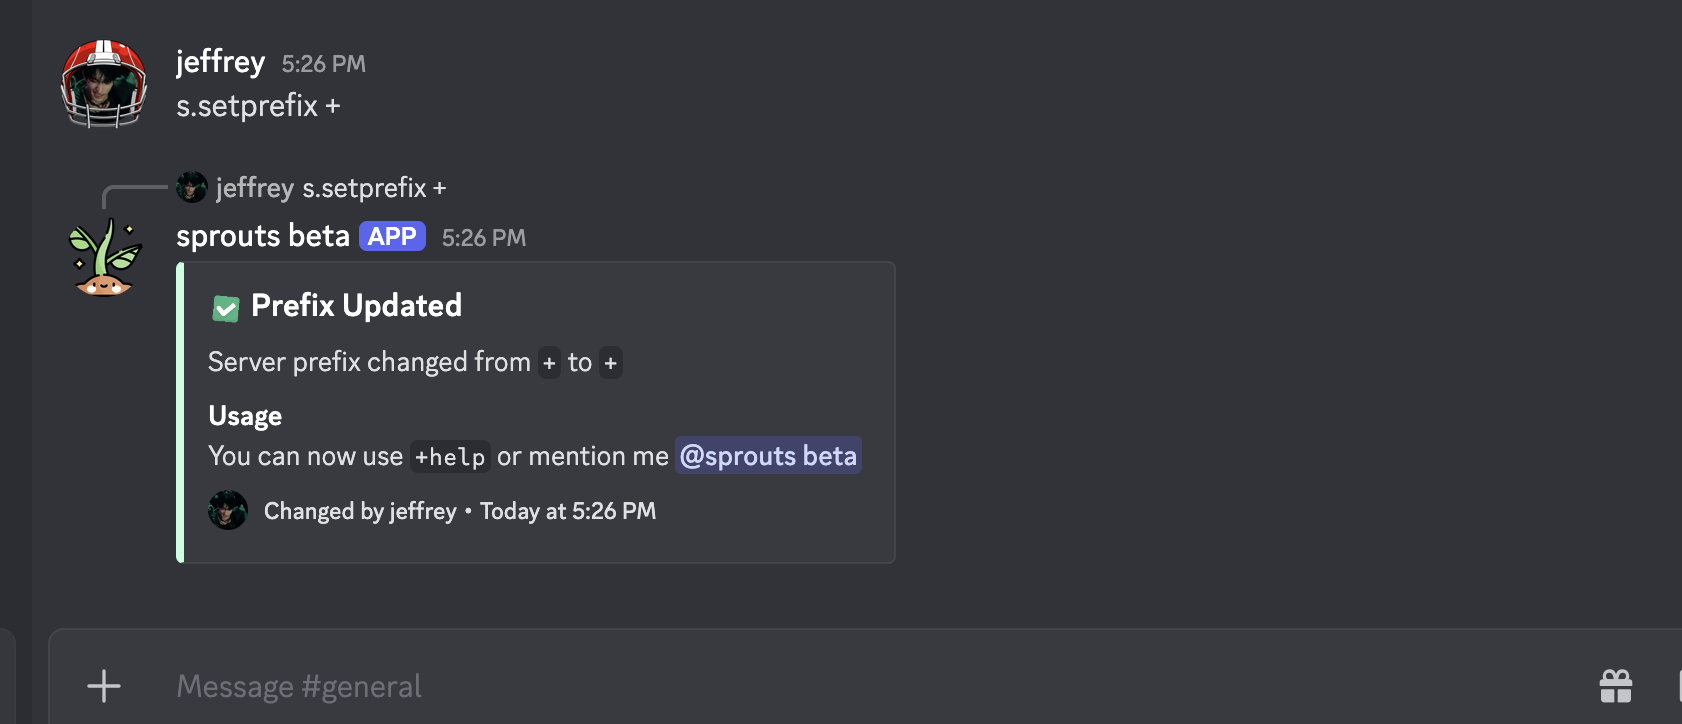 jeffrey 5:26 PM
s.setprefix +
jeffrey s.setprefix +
sprouts beta APP 5:26 PM
Prefix Updated
Server prefix changed from + to +
Usage
You can now use +help or mention me @sprouts beta
Changed by jeffrey • Today at 5:26 PM
Message #general